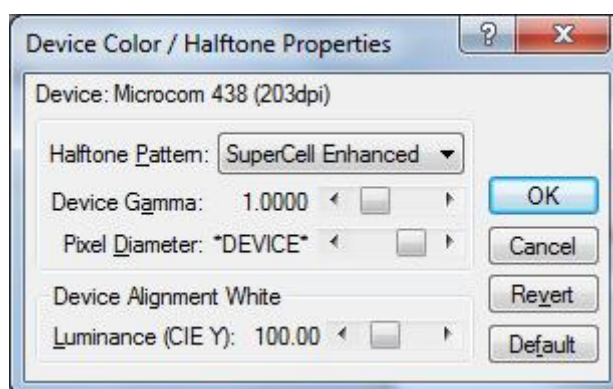 Device Color / Halftone Properties
?
X
Device: Microcom 438 (203dpi)
Halftone Pattern: SuperCell Enhanced
Device Gamma: 1.0000
OK
Pixel Diameter: *DEVICE*
Cancel
Device Alignment White
Revert
Luminance (CIE Y): 100.00
Default